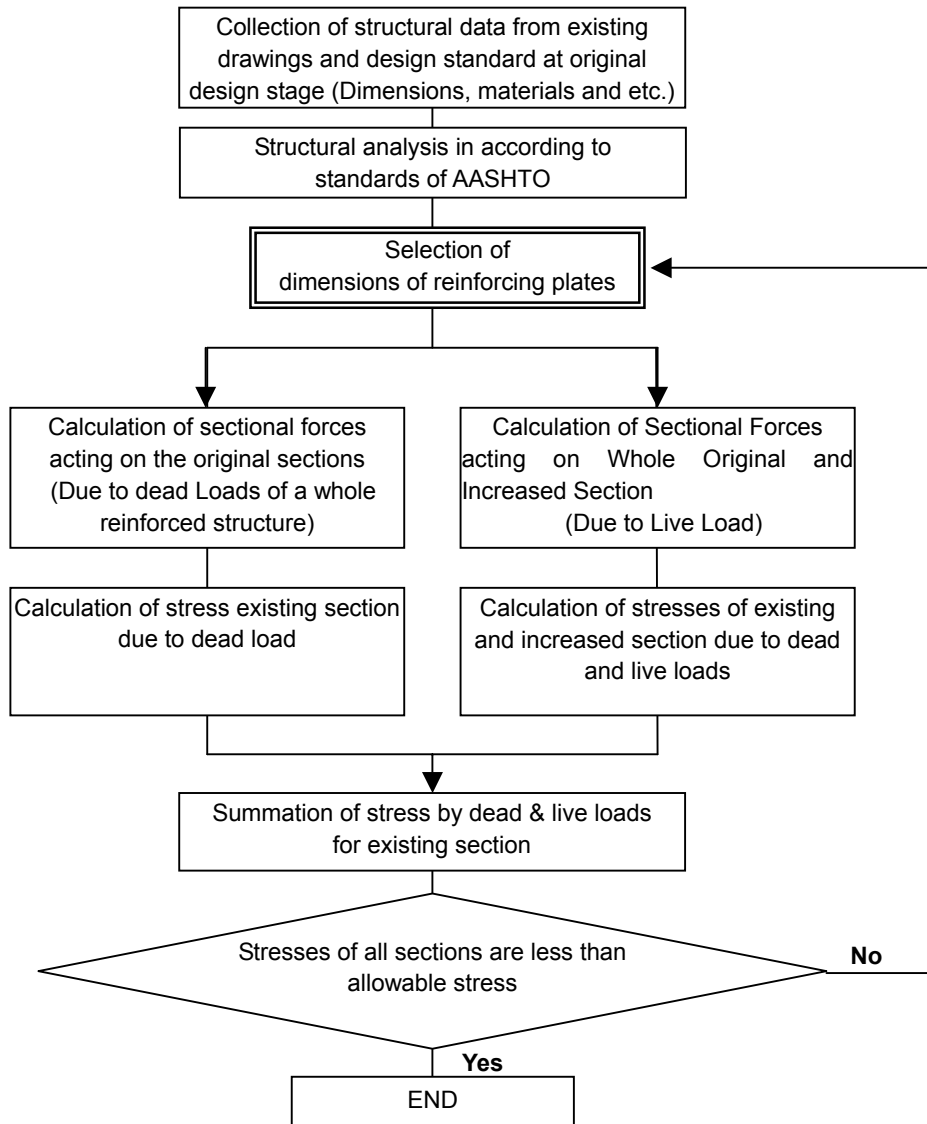 Collection of structural data from existing
drawings and design standard at original
design stage (Dimensions, materials and etc.)
Structural analysis in according to
standards of AASHTO
Selection of
dimensions of reinforcing plates
Calculation of sectional forces
acting on the original sections
(Due to dead Loads of a whole
reinforced structure)
Calculation of Sectional Forces
acting on Whole Original and
Increased Section
(Due to Live Load)
Calculation of stress existing section
due to dead load
Calculation of stresses of existing
and increased section due to dead
and live loads
Summation of stress by dead & live loads
for existing section
Stresses of all sections are less than
allowable stress
No
Yes
END